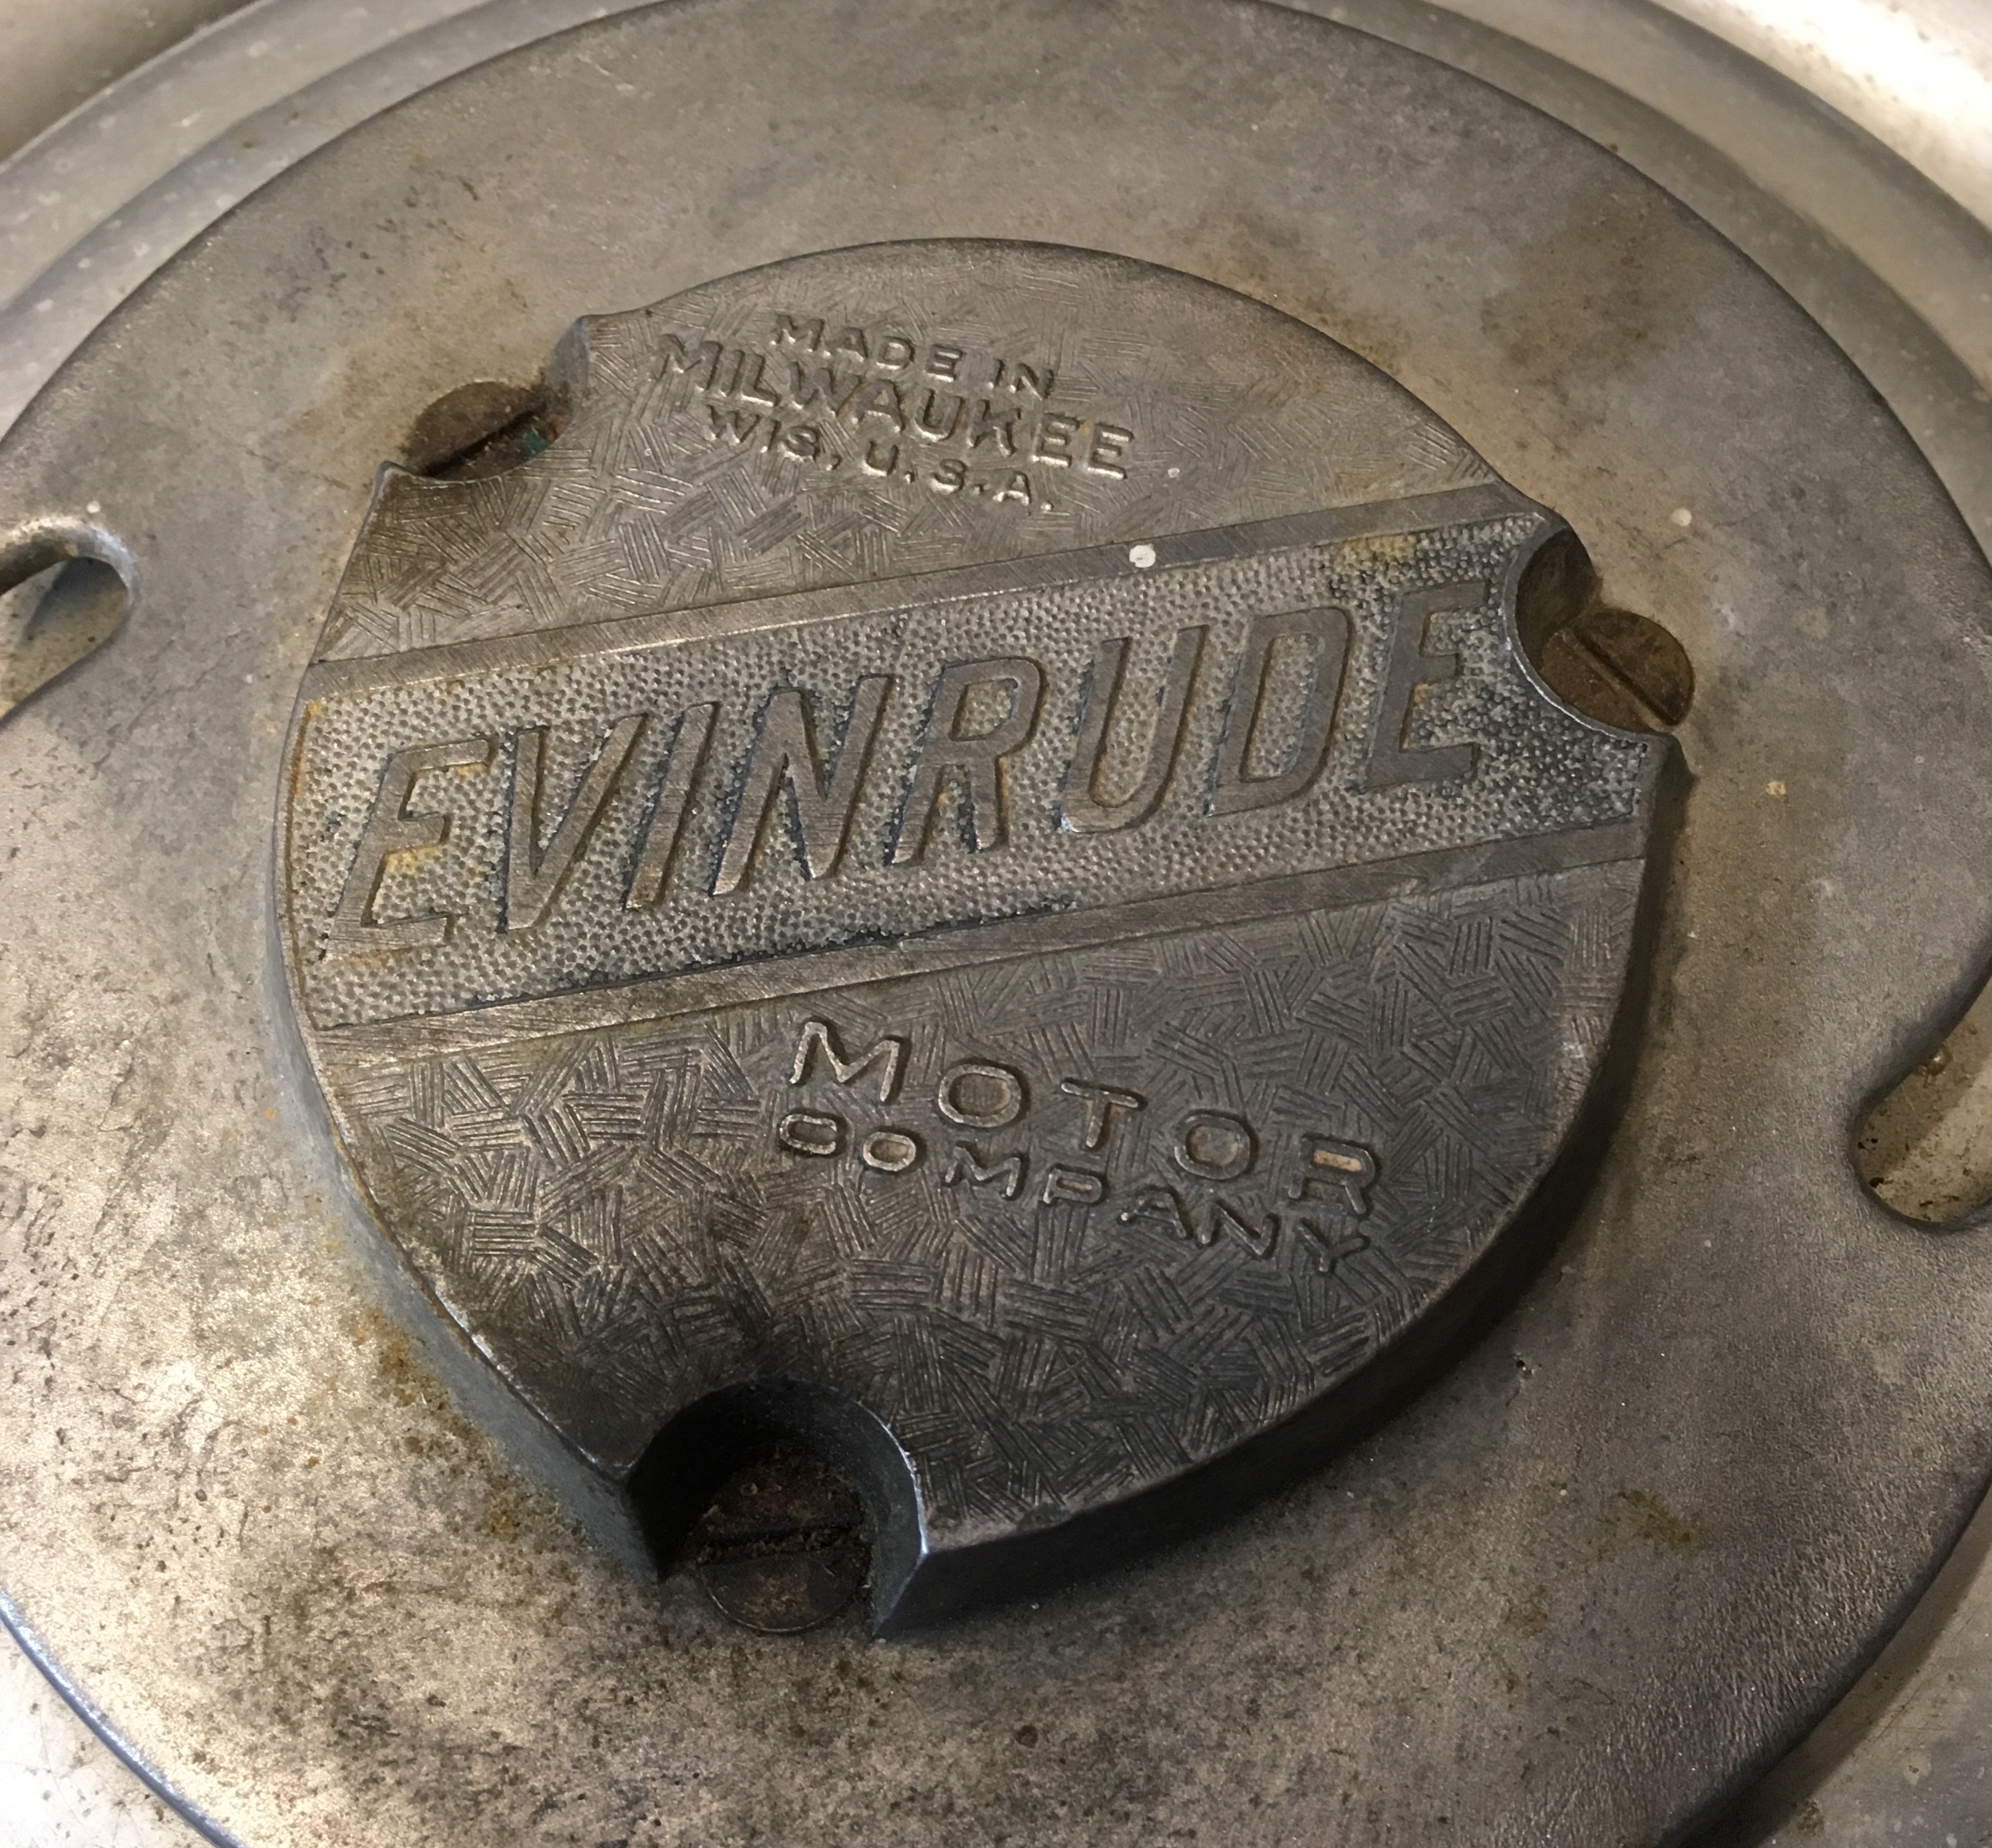 MADE IN
MILWAUKEE
WIS. U.S.A.
EVINRUDE
MOTOR
COMPANY